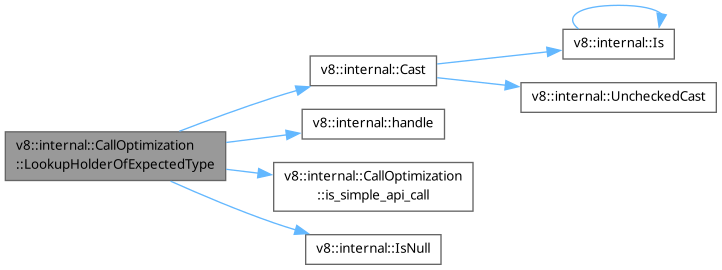 v8::internal::CallOptimization
::LookupHolderOfExpectedType
v8::internal::Cast
v8::internal::Is
v8::internal::UncheckedCast
v8::internal::handle
v8::internal::CallOptimization
::is_simple_api_call
v8::internal::IsNull